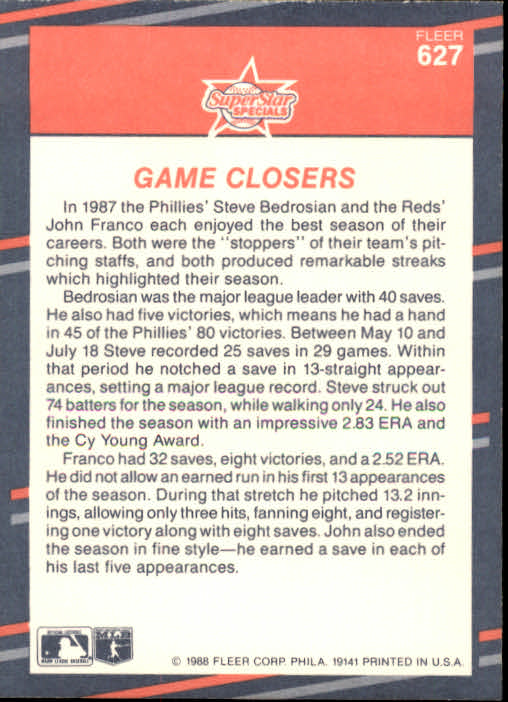 FLEER
627
SuperStar
SPECIALS
GAME CLOSERS
In 1987 the Phillies' Steve Bedrosian and the Reds'
John Franco each enjoyed the best season of their
careers. Both were the "stoppers" of their team's pit-
ching staffs, and both produced remarkable streaks
which highlighted their season.
Bedrosian was the major league leader with 40 saves.
He also had five victories, which means he had a hand
in 45 of the Phillies' 80 victories. Between May 10 and
July 18 Steve recorded 25 saves in 29 games. Within
that period he notched a save in 13-straight appear-
ances, setting a major league record. Steve struck out
74 batters for the season, while walking only 24. He also
finished the season with an impressive 2.83 ERA and
the Cy Young Award.
Franco had 32 saves, eight victories, and a 2.52 ERA.
He did not allow an earned run in his first 13 appearances
of the season. During that stretch he pitched 13.2 inn-
ings, allowing only three hits, fanning eight, and register-
ing one victory along with eight saves. John also ended
the season in fine style—he earned a save in each of
his last five appearances.
MAJOR LEAGUE BASEBALL
© 1988 FLEER CORP. PHILA. 19141 PRINTED IN U.S.A.